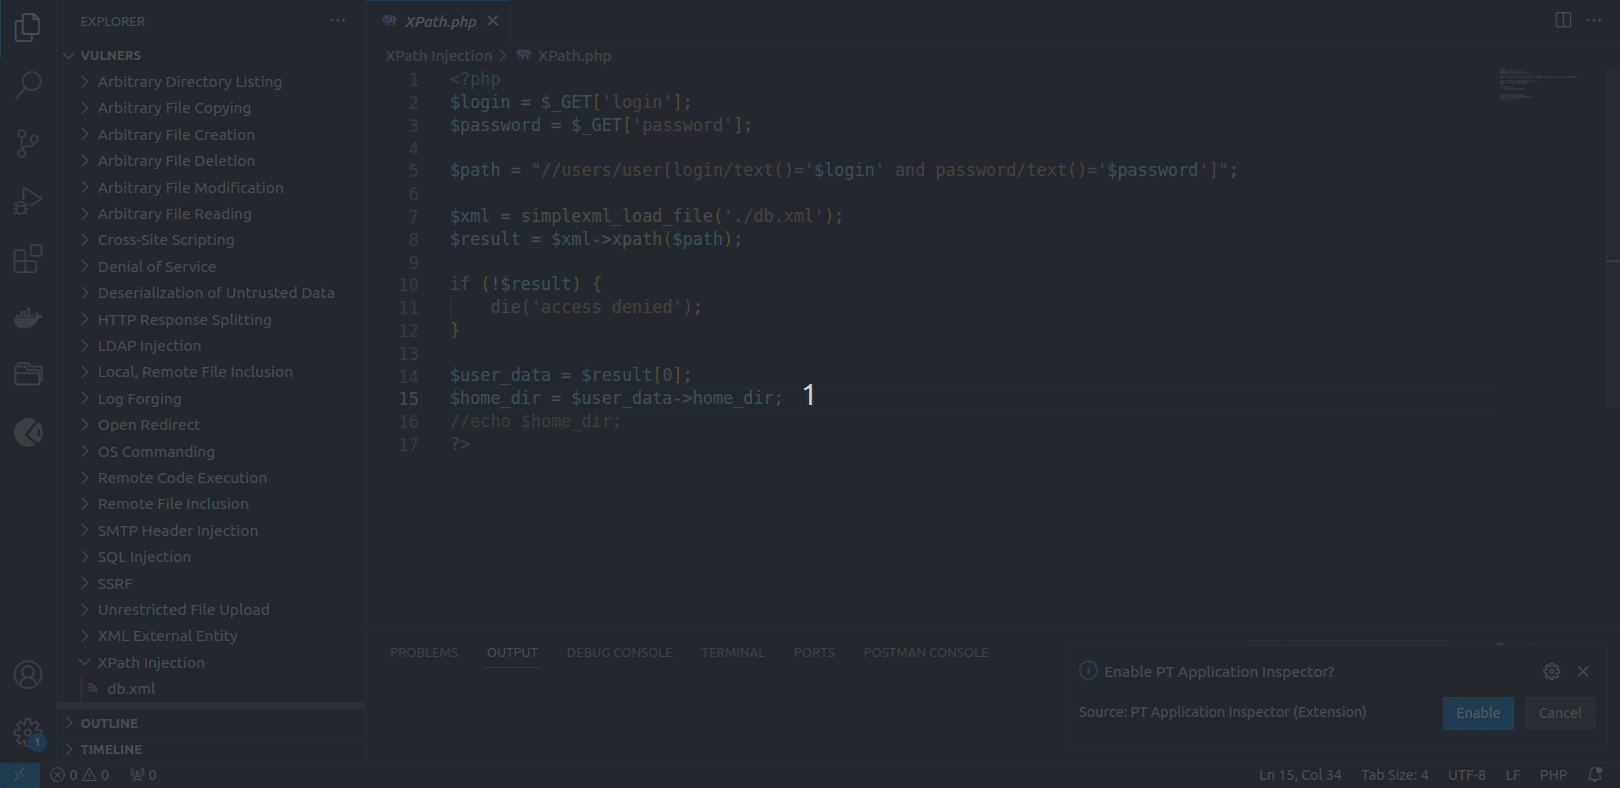 EXPLORER
···
VULNERS
Arbitrary Directory Listing
Arbitrary File Copying
Arbitrary File Creation
Arbitrary File Deletion
Arbitrary File Modification
Arbitrary File Reading
Cross-Site Scripting
Denial of Service
Deserialization of Untrusted Data
HTTP Response Splitting
LDAP Injection
Local, Remote File Inclusion
Log Forging
Open Redirect
OS Commanding
Remote Code Execution
Remote File Inclusion
SMTP Header Injection
SQL Injection
SSRF
Unrestricted File Upload
XML External Entity
XPath Injection
db.xml
OUTLINE
TIMELINE
1
XPath.php
XPath Injection > XPath.php
1 <?php
2 $login = $_GET['login'];
3 $password = $_GET['password'];
4
5 $path = "//users/user[login/text()='$login' and password/text()='$password']";
6
7 $xml = simplexml_load_file('./db.xml');
8 $result = $xml->xpath($path);
9
10 if (!$result) {
11     die('access denied');
12 }
13
14 $user_data = $result[0];
15 $home_dir = $user_data->home_dir; 1
16 //echo $home_dir;
17 ?>
PROBLEMS OUTPUT DEBUG CONSOLE TERMINAL PORTS POSTMAN CONSOLE
Enable PT Application Inspector?
Source: PT Application Inspector (Extension) Enable Cancel
0 0 0 Ln 15, Col 34 Tab Size: 4 UTF-8 LF PHP